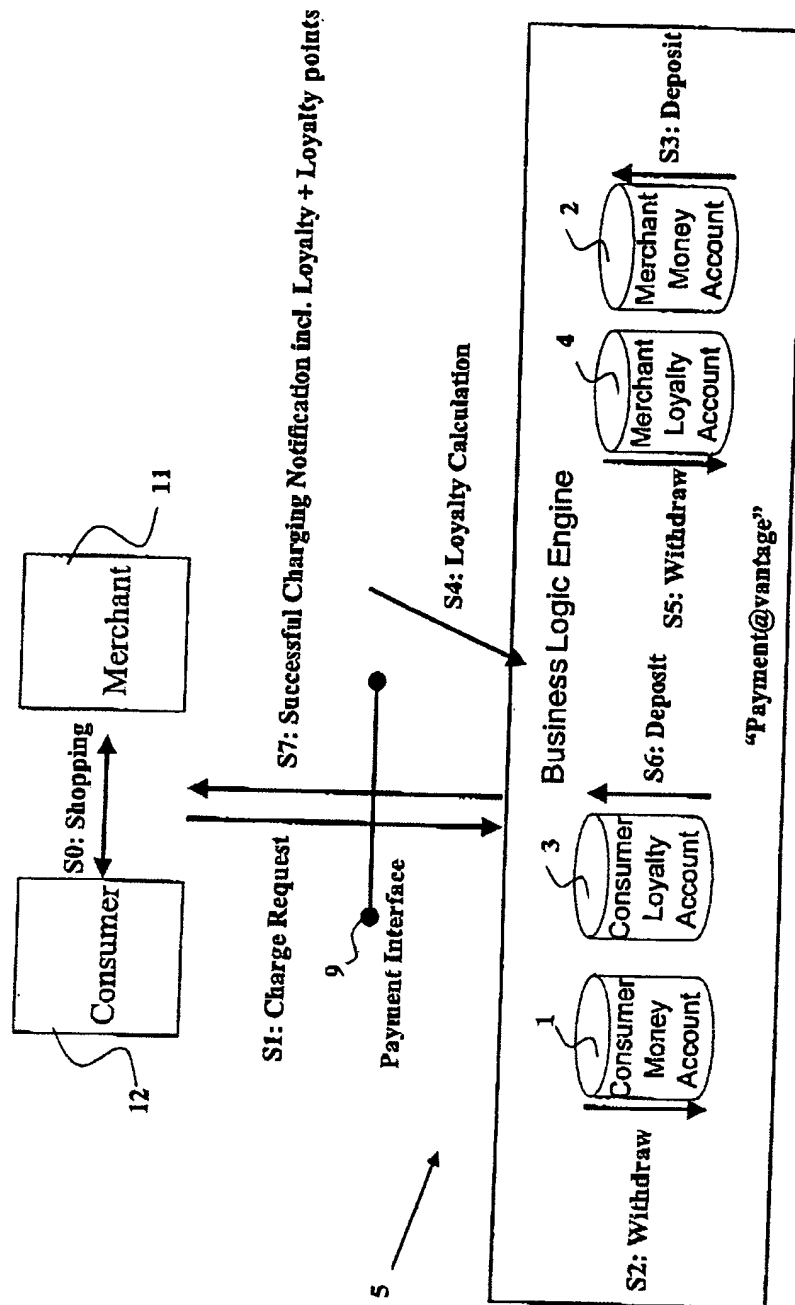 Consumer
12
S0: Shopping
Merchant
11
S1: Charge Request
S7: Successful Charging Notification incl. Loyalty + Loyalty points
9
Payment Interface
S4: Loyalty Calculation
5
Business Logic Engine
1
Consumer
Money
Account
S2: Withdraw
3
Consumer
Loyalty
Account
S6: Deposit
4
Merchant
Loyalty
Account
S5: Withdraw
2
Merchant
Money
Account
S3: Deposit
“Payment@vantage”